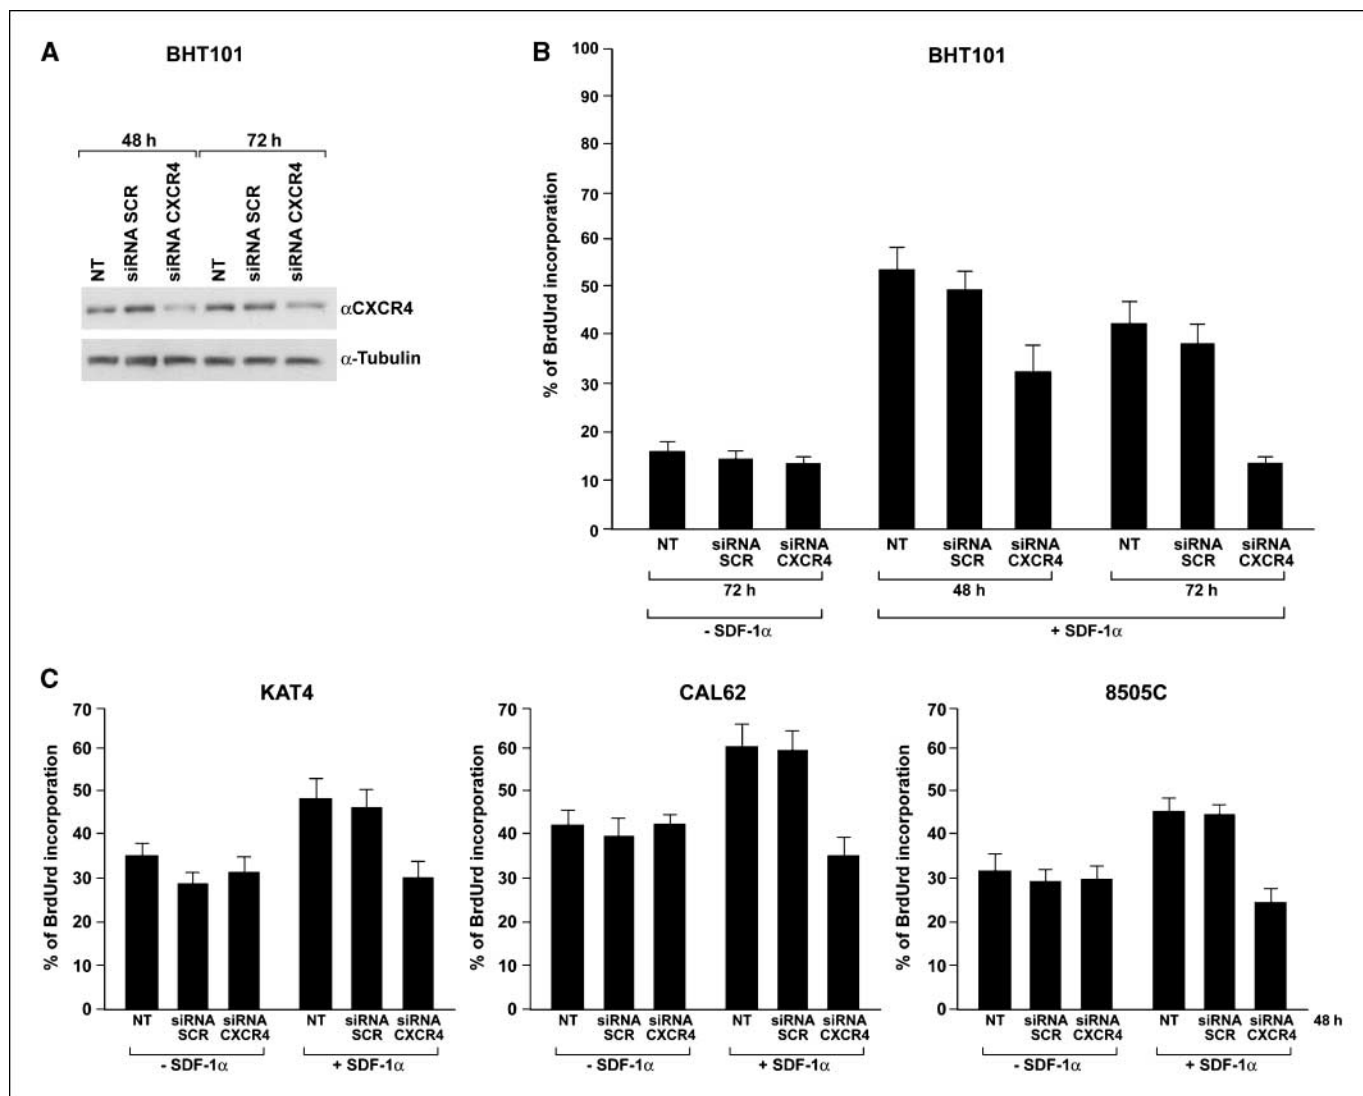 A
BHT101
48 h
72 h
NT
siRNA SCR
siRNA CXCR4
NT
siRNA SCR
siRNA CXCR4
αCXCR4
α-Tubulin
B
BHT101
% of BrdUrd incorporation
100
90
80
70
60
50
40
30
20
10
0
NT
siRNA
SCR
siRNA
CXCR4
NT
siRNA
SCR
siRNA
CXCR4
NT
siRNA
SCR
siRNA
CXCR4
72 h
48 h
72 h
- SDF-1α
+ SDF-1α
C
KAT4
% of BrdUrd incorporation
70
60
50
40
30
20
10
0
NT
siRNA
SCR
siRNA
CXCR4
NT
siRNA
SCR
siRNA
CXCR4
- SDF-1α
+ SDF-1α
CAL62
% of BrdUrd incorporation
70
60
50
40
30
20
10
0
NT
siRNA
SCR
siRNA
CXCR4
NT
siRNA
SCR
siRNA
CXCR4
- SDF-1α
+ SDF-1α
8505C
% of BrdUrd incorporation
70
60
50
40
30
20
10
0
NT
siRNA
SCR
siRNA
CXCR4
NT
siRNA
SCR
siRNA
CXCR4
48 h
- SDF-1α
+ SDF-1α